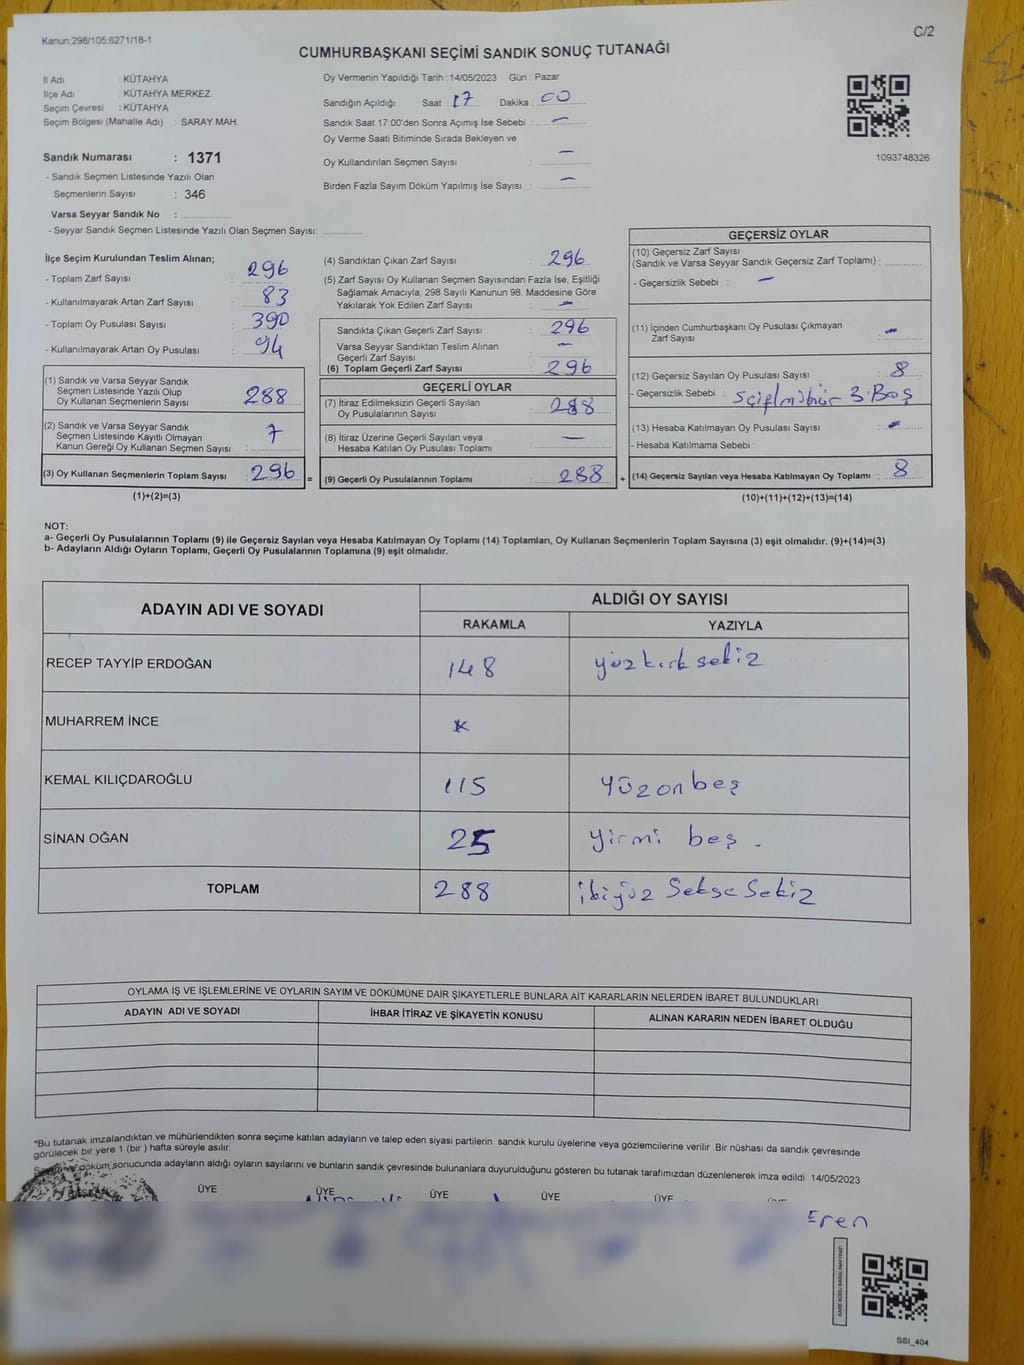 Kanun:298/105,6271/18-1
C/2
CUMHURBAŞKANI SEÇİMİ SANDIK SONUÇ TUTANAĞI
İl Adı : KÜTAHYA
İlçe Adı : KÜTAHYA MERKEZ
Seçim Çevresi : KÜTAHYA
Seçim Bölgesi (Mahalle Adı) : SARAY MAH.
Sandık Numarası : 1371
- Sandık Seçmen Listesinde Yazılı Olan
Seçmenlerin Sayısı : 346
Varsa Seyyar Sandık No :
- Seyyar Sandık Seçmen Listesinde Yazılı Olan Seçmen Sayısı:
Oy Vermenin Yapıldığı Tarih : 14/05/2023 Gün : Pazar
Sandığın Açıldığı Saat 17 Dakika : 00
Sandık Saat 17:00'den Sonra Açımış İse Sebebi : —
Oy Verme Saati Bitiminde Sırada Bekleyen ve
Oy Kullandırılan Seçmen Sayısı —
Birden Fazla Sayım Döküm Yapılmış İse Sayısı : —
1093748326
İlçe Seçim Kurulundan Teslim Alınan;
- Toplam Zarf Sayısı : 296
- Kullanılmayarak Artan Zarf Sayısı : 83
- Toplam Oy Pusulası Sayısı : 390
- Kullanılmayarak Artan Oy Pusulası : 94
(1) Sandık ve Varsa Seyyar Sandık
Seçmen Listesinde Yazılı Olup
Oy Kullanan Seçmenlerin Sayısı : 288
(2) Sandık ve Varsa Seyyar Sandık
Seçmen Listesinde Kayıtlı Olmayan
Kanun Gereği Oy Kullanan Seçmen Sayısı : 7
(3) Oy Kullanan Seçmenlerin Toplam Sayısı : 296
(1)+(2)=(3)
(4) Sandıktan Çıkan Zarf Sayısı : 296
(5) Zarf Sayısı Oy Kullanan Seçmen Sayısından Fazla İse, Eşitliği
Sağlamak Amacıyla; 298 Sayılı Kanunun 98. Maddesine Göre
Yakılarak Yok Edilen Zarf Sayısı : —
Sandıkta Çıkan Geçerli Zarf Sayısı : 296
Varsa Seyyar Sandıktan Teslim Alınan
Geçerli Zarf Sayısı : —
(6) Toplam Geçerli Zarf Sayısı : 296
GEÇERLİ OYLAR
(7) İtiraz Edilmeksizin Geçerli Sayılan
Oy Pusulalarının Sayısı : 288
(8) İtiraz Üzerine Geçerli Sayılan veya
Hesaba Katılan Oy Pusulası Toplamı : —
= (9) Geçerli Oy Pusulalarının Toplamı : 288 +
GEÇERSİZ OYLAR
(10) Geçersiz Zarf Sayısı
(Sandık ve Varsa Seyyar Sandık Geçersiz Zarf Toplamı) :
- Geçersizlik Sebebi : —
(11) İçinden Cumhurbaşkanı Oy Pusulası Çıkmayan
Zarf Sayısı : —
(12) Geçersiz Sayılan Oy Pusulası Sayısı : 8
- Geçersizlik Sebebi : 3. Boş
(13) Hesaba Katılmayan Oy Pusulası Sayısı : —
- Hesaba Katılmama Sebebi :
(14) Geçersiz Sayılan veya Hesaba Katılmayan Oy Toplamı : 8
(10)+(11)+(12)+(13)=(14)
NOT:
a- Geçerli Oy Pusulalarının Toplamı (9) ile Geçersiz Sayılan veya Hesaba Katılmayan Oy Toplamı (14) Toplamları, Oy Kullanan Seçmenlerin Toplam Sayısına (3) eşit olmalıdır. (9)+(14)=(3)
b- Adayların Aldığı Oyların Toplamı, Geçerli Oy Pusulalarının Toplamına (9) eşit olmalıdır.
ADAYIN ADI VE SOYADI ALDIĞI OY SAYISI
RAKAMLA YAZIYLA
RECEP TAYYİP ERDOĞAN 148 yüz kırk sekiz
MUHARREM İNCE
KEMAL KILIÇDAROĞLU 115 yüzonbeş
SİNAN OĞAN 25 yirmi beş .
TOPLAM 288 ikiyüz Sekse Sekiz
OYLAMA İŞ VE İŞLEMLERİNE VE OYLARIN SAYIM VE DÖKÜMÜNE DAİR ŞİKAYETLERLE BUNLARA AİT KARARLARIN NELERDEN İBARET BULUNDUKLARI
ADAYIN ADI VE SOYADI İHBAR İTİRAZ VE ŞİKAYETİN KONUSU ALINAN KARARIN NEDEN İBARET OLDUĞU
*Bu tutanak imzalandıktan ve mühürlendikten sonra seçime katılan adayların ve talep eden siyasi partilerin sandık kurulu üyelerine veya gözlemcilerine verilir .Bir nüshası da sandık çevresinde
görülecek bir yere 1 (bir ) hafta süreyle asılır.
döküm sonucunda adayların aldığı oyların sayılarını ve bunların sandık çevresinde bulunanlara duyurulduğunu gösteren bu tutanak tarafımızdan düzenlenerek imza edildi. 14/05/2023
ÜYE ÜYE ÜYE ÜYE ÜYE
Eren
SSI_404